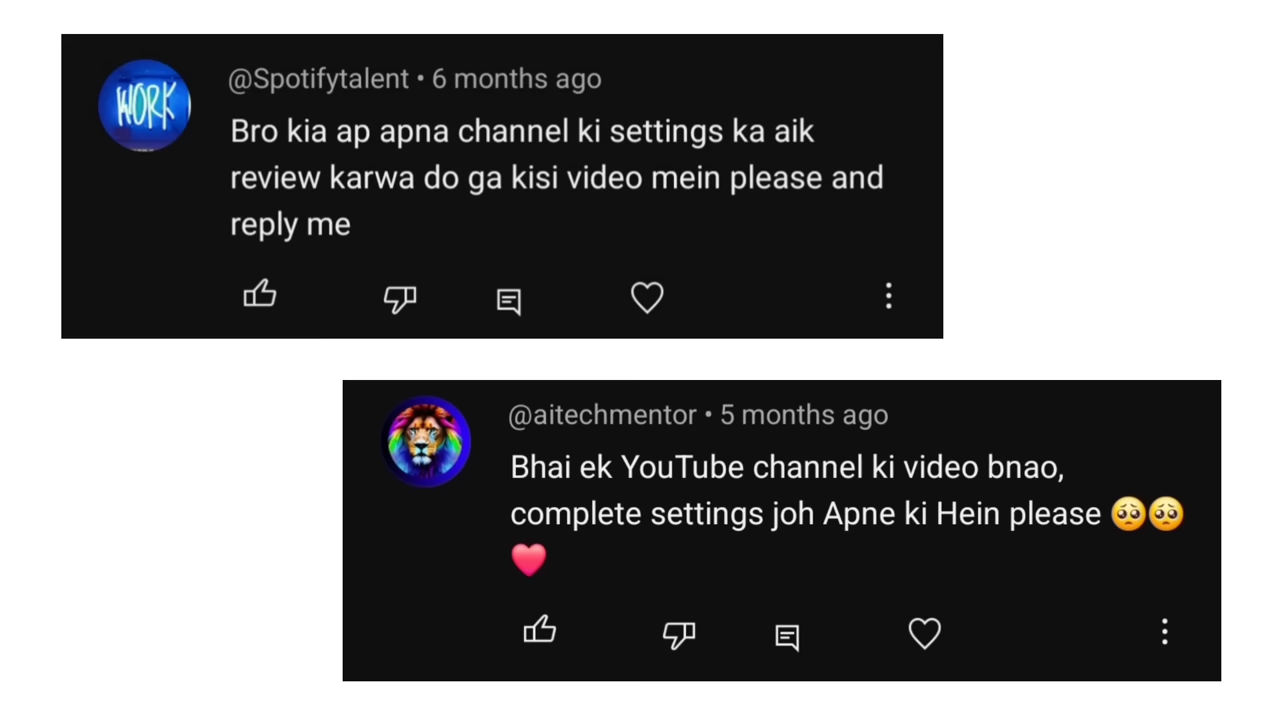 WORK
@Spotifytalent • 6 months ago
Bro kia ap apna channel ki settings ka aik
review karwa do ga kisi video mein please and
reply me
@aitechmentor • 5 months ago
Bhai ek YouTube channel ki video bnao,
complete settings joh Apne ki Hein please 🥺🥺
❤️